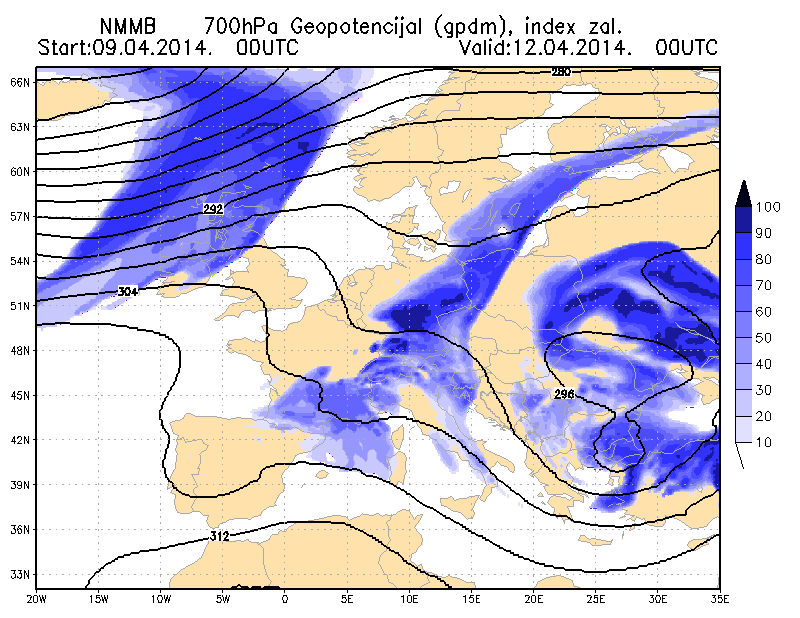 NMMB 700hPa Geopotencijal (gpdm), index zal.
Start:09.04.2014. 00UTC Valid:12.04.2014. 00UTC
280
66N
63N
60N
57N
54N
51N
48N
45N
42N
39N
36N
33N
292
304
296
312
100
90
80
70
60
50
40
30
20
10
20W 15W 10W 5W 0 5E 10E 15E 20E 25E 30E 35E